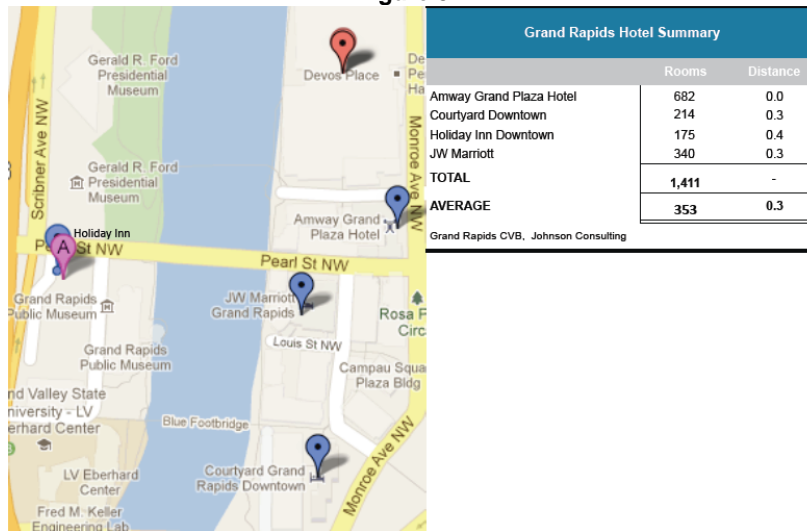 Gerald R. Ford
Presidential
Museum
Devos Place
Scribner Ave NW
Monroe Ave NW
Gerald R. Ford
Presidential
Museum
Amway Grand
Plaza Hotel
Holiday Inn
A
Pearl St NW
Grand Rapids
Public Museum
JW Marriott
Grand Rapids
Rosa
Circ
Louis St NW
Grand Rapids
Public Museum
Campau Squa
Plaza Bldg
nd Valley State
niversity - LV
erhard Center
Blue Footbridge
LV Eberhard
Center
Courtyard Grand
Rapids Downtown
Monroe Ave NW
Fred M. Keller
Engineering Lab
Grand Rapids Hotel Summary
Rooms Distance
Amway Grand Plaza Hotel 682 0.0
Courtyard Downtown 214 0.3
Holiday Inn Downtown 175 0.4
JW Marriott 340 0.3
TOTAL 1,411 -
AVERAGE 353 0.3
Grand Rapids CVB, Johnson Consulting